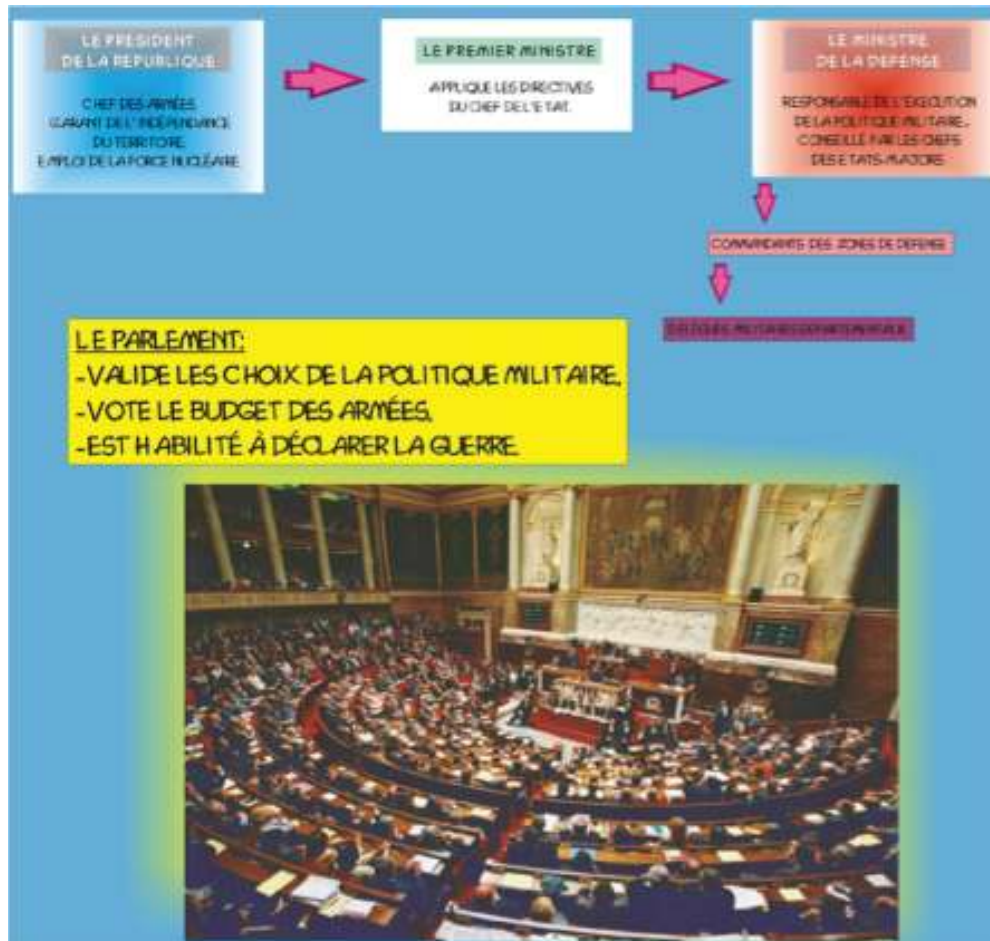 LE PRESIDENT
DE LA REPUBLIQUE
CHEF DES ARMÉES,
GARANT DE L'INDÉPENDANCE
DU TERRITOIRE.
EMPLOI DE LA FORCE NUCLÉAIRE
LE PREMIER MINISTRE
APPLIQUE LES DIRECTIVES
DU CHEF DE L'ETAT.
LE MINISTRE
DE LA DEFENSE
RESPONSABLE DE L'EXECUTION
DE LA POLITIQUE MILITAIRE,
CONSEILLÉ PAR LES CHEFS
DES ETATS-MAJORS
COMMANDANTS DES ZONES DE DEFENSE
DELEGUES MILITAIRES DEPARTEMENTAUX
LE PARLEMENT:
-VALIDE LES CHOIX DE LA POLITIQUE MILITAIRE,
-VOTE LE BUDGET DES ARMÉES,
-EST HABILITÉ À DÉCLARER LA GUERRE.